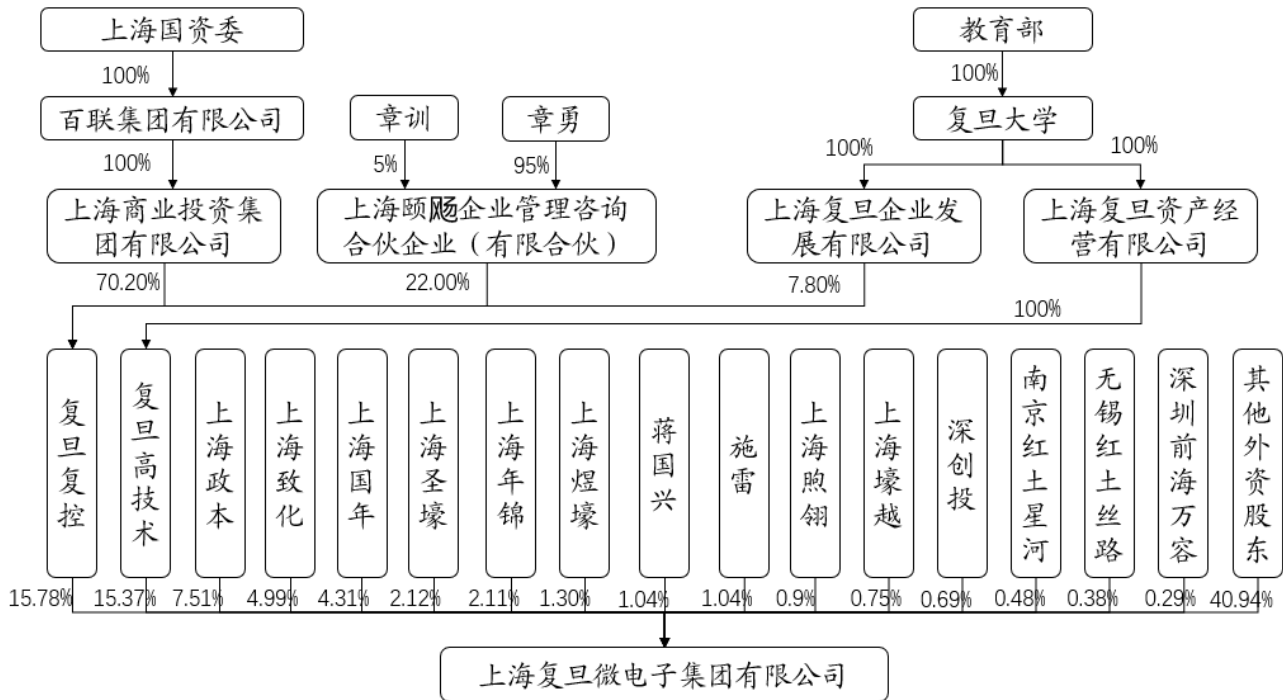 上海国资委
教育部
100%
100%
百联集团有限公司
章训
章勇
复旦大学
100%
5%
95%
100%
100%
上海商业投资集
团有限公司
上海颐飏企业管理咨询
合伙企业（有限合伙）
上海复旦企业发
展有限公司
上海复旦资产经
营有限公司
70.20%
22.00%
7.80%
100%
复旦复控
复旦高技术
上海政本
上海致化
上海国年
上海圣壕
上海年锦
上海煜壕
蒋国兴
施雷
上海煦翎
上海壕越
深创投
南京红土星河
无锡红土丝路
深圳前海万容
其他外资股东
15.78%
15.37%
7.51%
4.99%
4.31%
2.12%
2.11%
1.30%
1.04%
1.04%
0.9%
0.75%
0.69%
0.48%
0.38%
0.29%
40.94%
上海复旦微电子集团有限公司